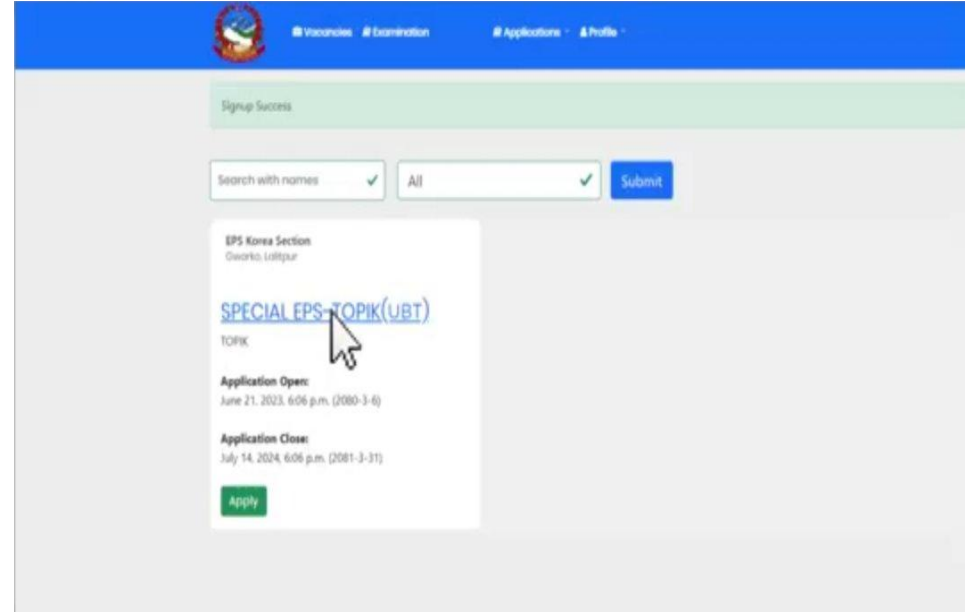 Vacancies Examination Applications Profile
Signup Success
Search with names All Submit
EPS Korea Section
Gwarko, Lalitpur
SPECIAL EPS-TOPIK(UBT)
TOPIK
Application Open:
June 21, 2023, 6:06 p.m. (2080-3-6)
Application Close:
July 14, 2024, 6:06 p.m. (2081-3-31)
Apply